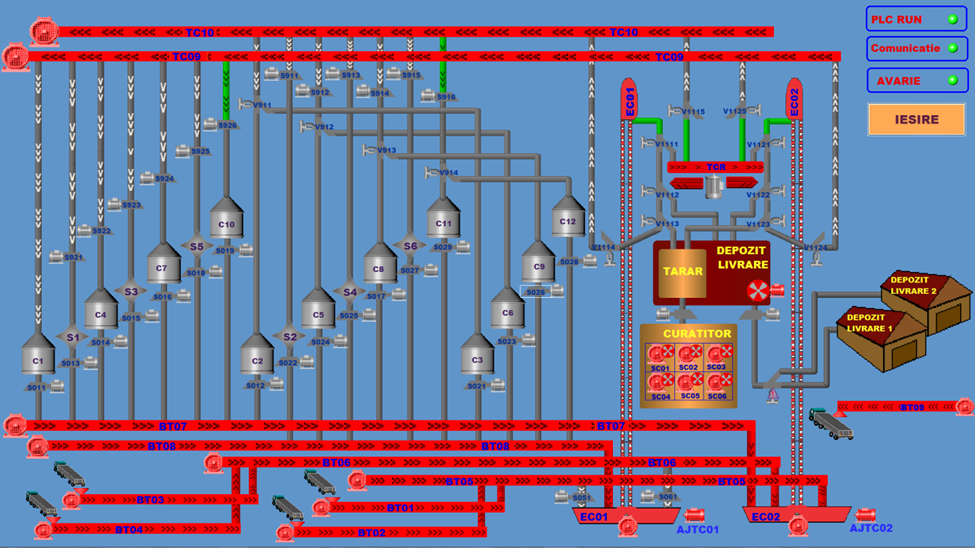 PLC RUN
TC10
TC10
Comunicatie
TC09
TC09
S911
S913
S915
AVARIE
S912
S914
S916
EC01
EC02
V911
V1115
V1125
IESIRE
S926
V912
V1111
V1121
S925
V913
TCR
V914
S924
V1112
V1122
S923
C10
C11
C12
V1113
V1123
S922
S5
S6
V1114
V1124
S921
S019
S029
DEPOZIT
LIVRARE
C7
C8
C9
S028
TARAR
S018
S027
S3
S4
S026
DEPOZIT
LIVRARE 2
S016
S017
C4
C5
C6
DEPOZIT
LIVRARE 1
S015
S025
S1
S2
CURATITOR
S014
S024
S023
C1
C2
C3
SC01
SC02
SC03
S013
S022
S011
S012
S021
SC04
SC05
SC06
BT09
BT07
BT07
BT08
BT08
BT06
BT06
BT05
BT05
BT03
S051
S061
BT01
EC01
EC02
BT04
BT02
AJTC01
AJTC02